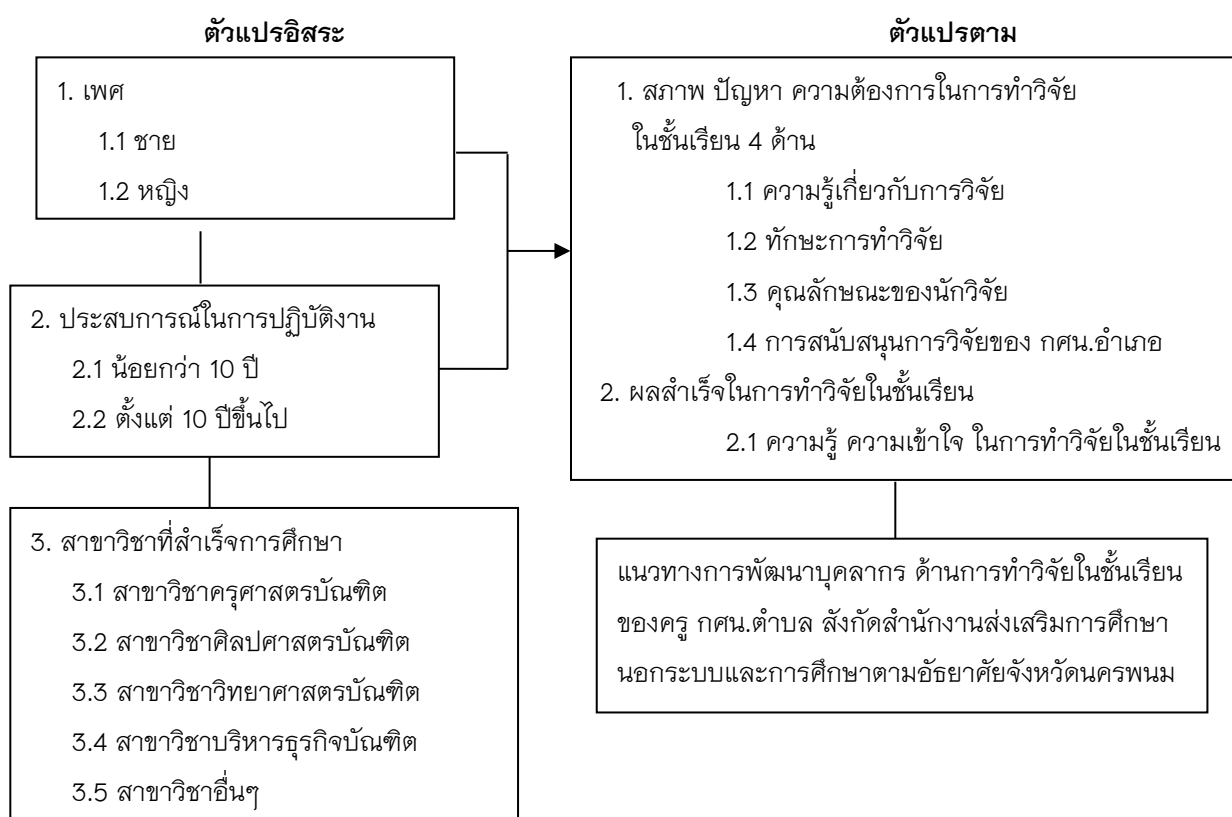 ตัวแปรอิสระ
1. เพศ
1.1 ชาย
1.2 หญิง
2. ประสบการณ์ในการปฏิบัติงาน
2.1 น้อยกว่า 10 ปี
2.2 ตั้งแต่ 10 ปีขึ้นไป
3. สาขาวิชาที่สำเร็จการศึกษา
3.1 สาขาวิชาครุศาสตรบัณฑิต
3.2 สาขาวิชาศิลปศาสตรบัณฑิต
3.3 สาขาวิชาวิทยาศาสตรบัณฑิต
3.4 สาขาวิชาบริหารธุรกิจบัณฑิต
3.5 สาขาวิชาอื่นๆ
ตัวแปรตาม
1. สภาพ ปัญหา ความต้องการในการทำวิจัย
ในชั้นเรียน 4 ด้าน
1.1 ความรู้เกี่ยวกับการวิจัย
1.2 ทักษะการทำวิจัย
1.3 คุณลักษณะของนักวิจัย
1.4 การสนับสนุนการวิจัยของ กศน.อำเภอ
2. ผลสำเร็จในการทำวิจัยในชั้นเรียน
2.1 ความรู้ ความเข้าใจ ในการทำวิจัยในชั้นเรียน
แนวทางการพัฒนาบุคลากร ด้านการทำวิจัยในชั้นเรียน
ของครู กศน.ตำบล สังกัดสำนักงานส่งเสริมการศึกษา
นอกระบบและการศึกษาตามอัธยาศัยจังหวัดนครพนม